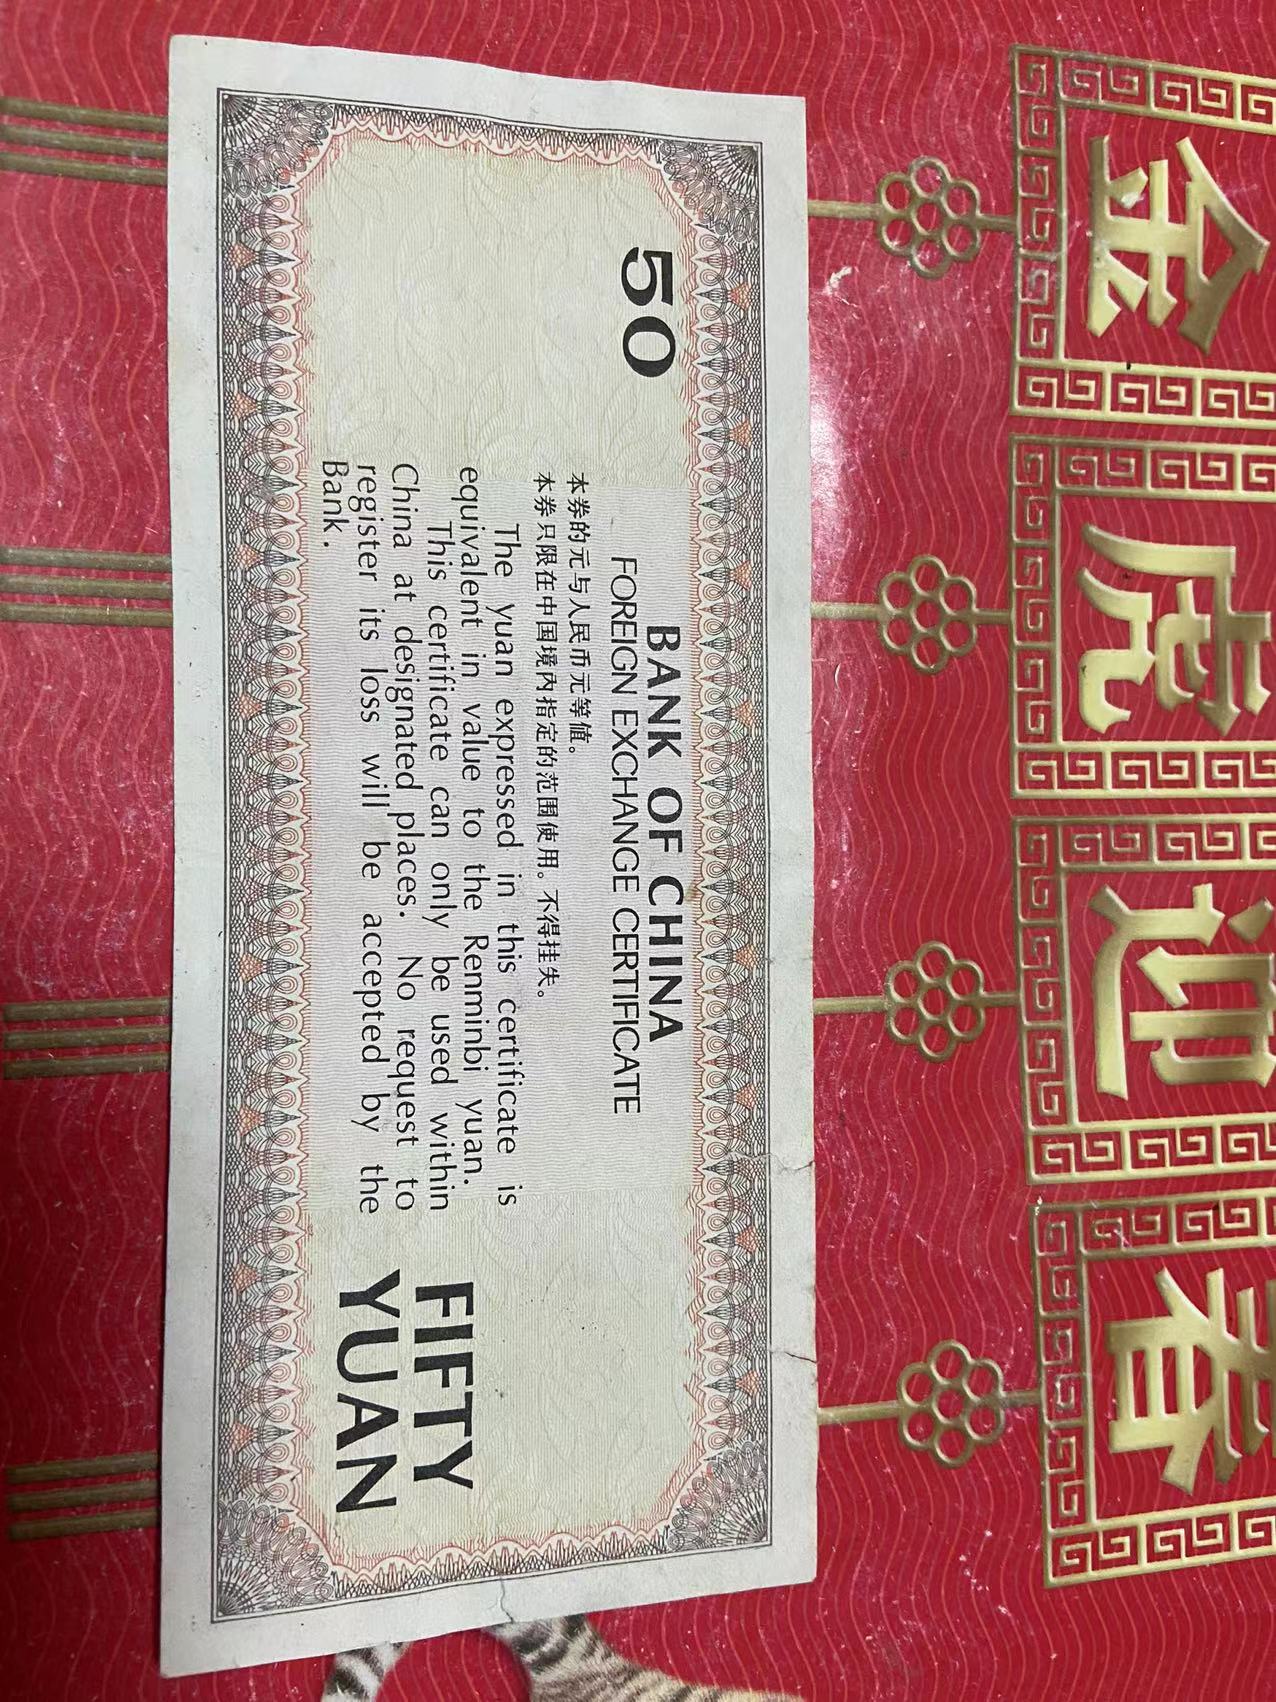 50
BANK OF CHINA
FOREIGN EXCHANGE CERTIFICATE
本券的元与人民币元等值。
本券只限在中国境内指定的范围使用。不得挂失。
The yuan expressed in this certificate is
equivalent in value to the Renminbi yuan.
This certificate can only be used within
China at designated places. No request to
register its loss will be accepted by the
Bank.
FIFTY
YUAN
金
虎
迎
春